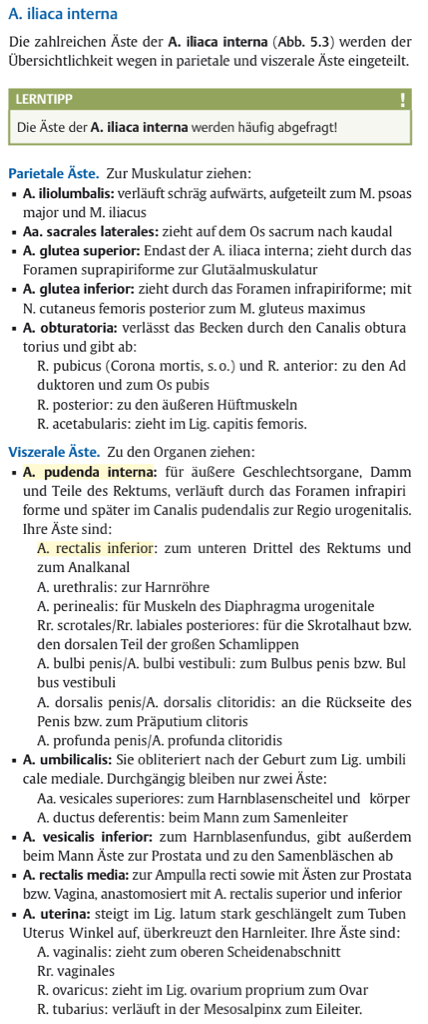 A. iliaca interna
Die zahlreichen Äste der A. iliaca interna (Abb. 5.3) werden der
Übersichtlichkeit wegen in parietale und viszerale Äste eingeteilt.
LERNTIPP !
Die Äste der A. iliaca interna werden häufig abgefragt!
Parietale Äste. Zur Muskulatur ziehen:
▪ A. iliolumbalis: verläuft schräg aufwärts, aufgeteilt zum M. psoas
major und M. iliacus
▪ Aa. sacrales laterales: zieht auf dem Os sacrum nach kaudal
▪ A. glutea superior: Endast der A. iliaca interna; zieht durch das
Foramen suprapiriforme zur Glutäalmuskulatur
▪ A. glutea inferior: zieht durch das Foramen infrapiriforme; mit
N. cutaneus femoris posterior zum M. gluteus maximus
▪ A. obturatoria: verlässt das Becken durch den Canalis obtura
torius und gibt ab:
R. pubicus (Corona mortis, s. o.) und R. anterior: zu den Ad
duktoren und zum Os pubis
R. posterior: zu den äußeren Hüftmuskeln
R. acetabularis: zieht im Lig. capitis femoris.
Viszerale Äste. Zu den Organen ziehen:
▪ A. pudenda interna: für äußere Geschlechtsorgane, Damm
und Teile des Rektums, verläuft durch das Foramen infrapiri
forme und später im Canalis pudendalis zur Regio urogenitalis.
Ihre Äste sind:
A. rectalis inferior: zum unteren Drittel des Rektums und
zum Analkanal
A. urethralis: zur Harnröhre
A. perinealis: für Muskeln des Diaphragma urogenitale
Rr. scrotales/Rr. labiales posteriores: für die Skrotalhaut bzw.
den dorsalen Teil der großen Schamlippen
A. bulbi penis/A. bulbi vestibuli: zum Bulbus penis bzw. Bul
bus vestibuli
A. dorsalis penis/A. dorsalis clitoridis: an die Rückseite des
Penis bzw. zum Präputium clitoris
A. profunda penis/A. profunda clitoridis
▪ A. umbilicalis: Sie obliteriert nach der Geburt zum Lig. umbili
cale mediale. Durchgängig bleiben nur zwei Äste:
Aa. vesicales superiores: zum Harnblasenscheitel und körper
A. ductus deferentis: beim Mann zum Samenleiter
▪ A. vesicalis inferior: zum Harnblasenfundus, gibt außerdem
beim Mann Äste zur Prostata und zu den Samenbläschen ab
▪ A. rectalis media: zur Ampulla recti sowie mit Ästen zur Prostata
bzw. Vagina, anastomosiert mit A. rectalis superior und inferior
▪ A. uterina: steigt im Lig. latum stark geschlängelt zum Tuben
Uterus Winkel auf, überkreuzt den Harnleiter. Ihre Äste sind:
A. vaginalis: zieht zum oberen Scheidenabschnitt
Rr. vaginales
R. ovaricus: zieht im Lig. ovarium proprium zum Ovar
R. tubarius: verläuft in der Mesosalpinx zum Eileiter.